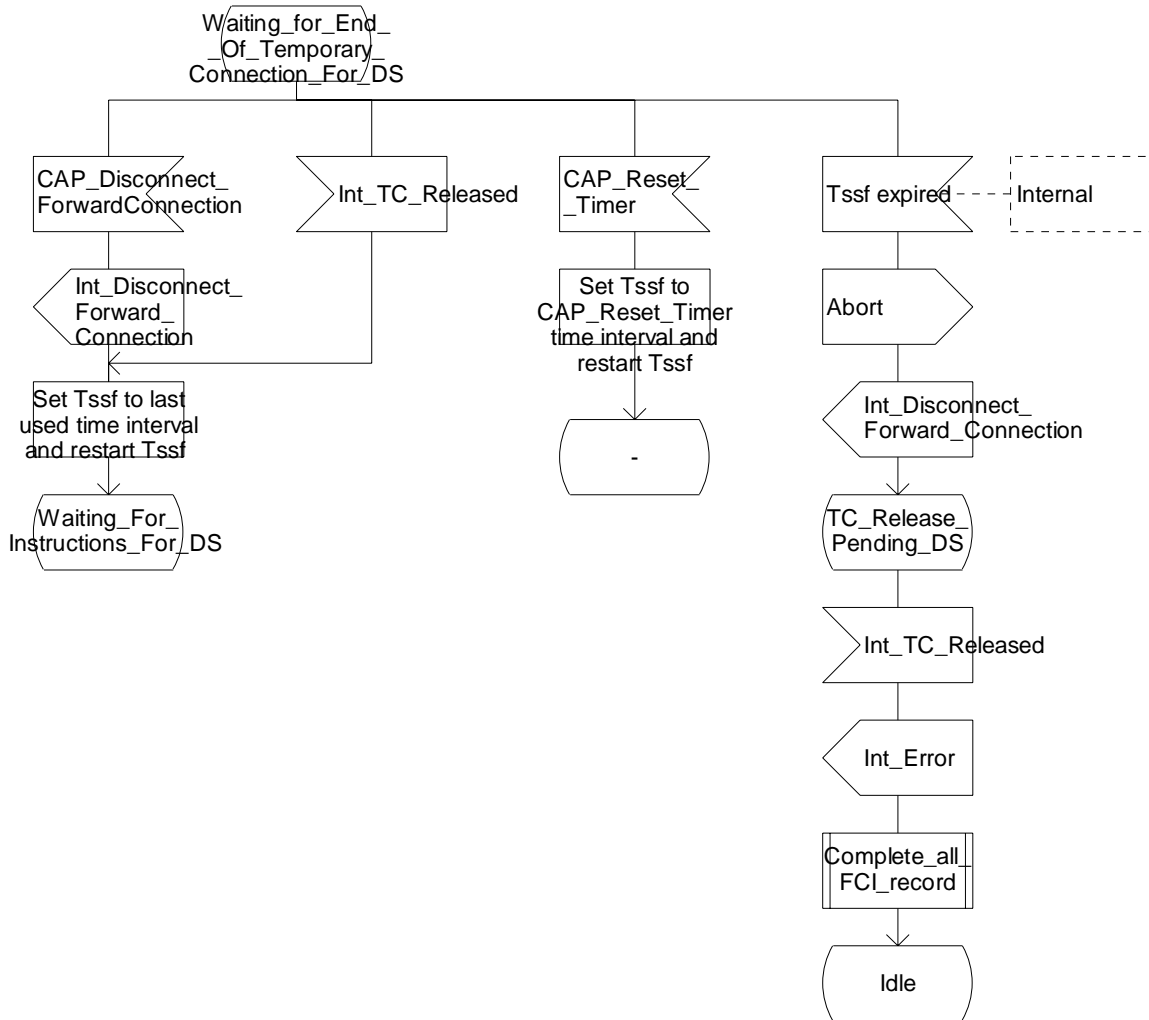 Waiting_for_End_
_Of_Temporary_
Connection_For_DS
CAP_Disconnect_
ForwardConnection
Int_TC_Released
CAP_Reset_
_Timer
Tssf expired
Internal
Int_Disconnect_
Forward_
Connection
Set Tssf to
CAP_Reset_Timer
time interval and
restart Tssf
Abort
Set Tssf to last
used time interval
and restart Tssf
-
Int_Disconnect_
Forward_Connection
Waiting_For_
Instructions_For_DS
TC_Release_
Pending_DS
Int_TC_Released
Int_Error
Complete_all_
FCI_record
Idle